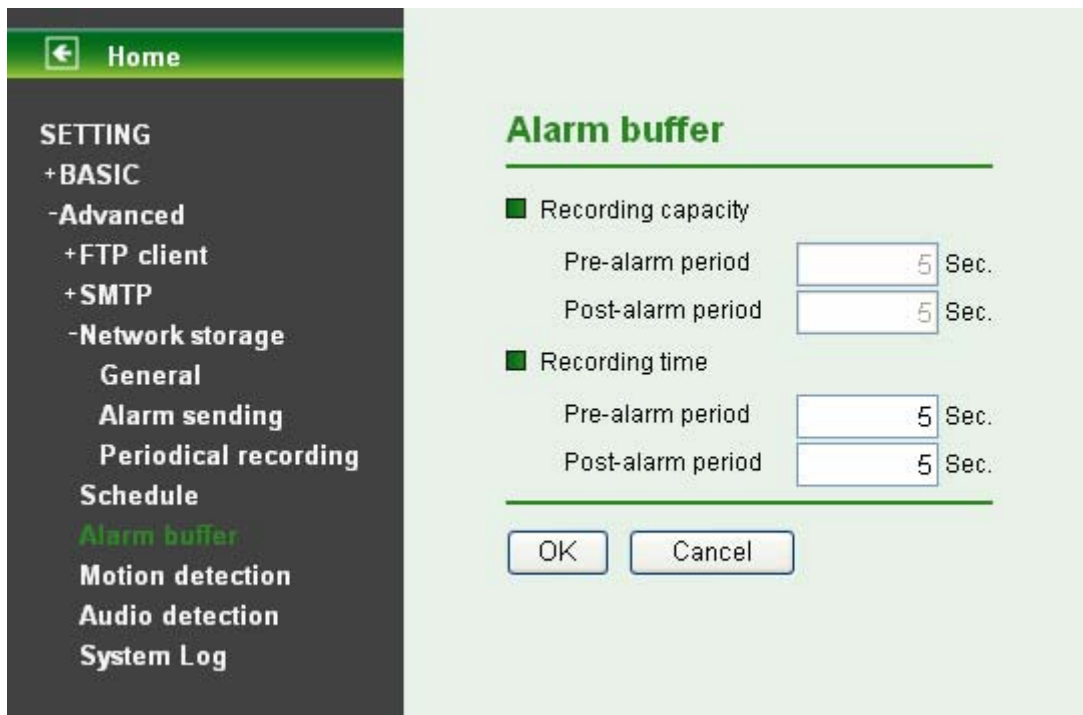 Home
SETTING
+BASIC
-Advanced
+FTP client
+SMTP
-Network storage
General
Alarm sending
Periodical recording
Schedule
Alarm buffer
Motion detection
Audio detection
System Log
Alarm buffer
Recording capacity
Pre-alarm period 5 Sec.
Post-alarm period 5 Sec.
Recording time
Pre-alarm period 5 Sec.
Post-alarm period 5 Sec.
OK Cancel